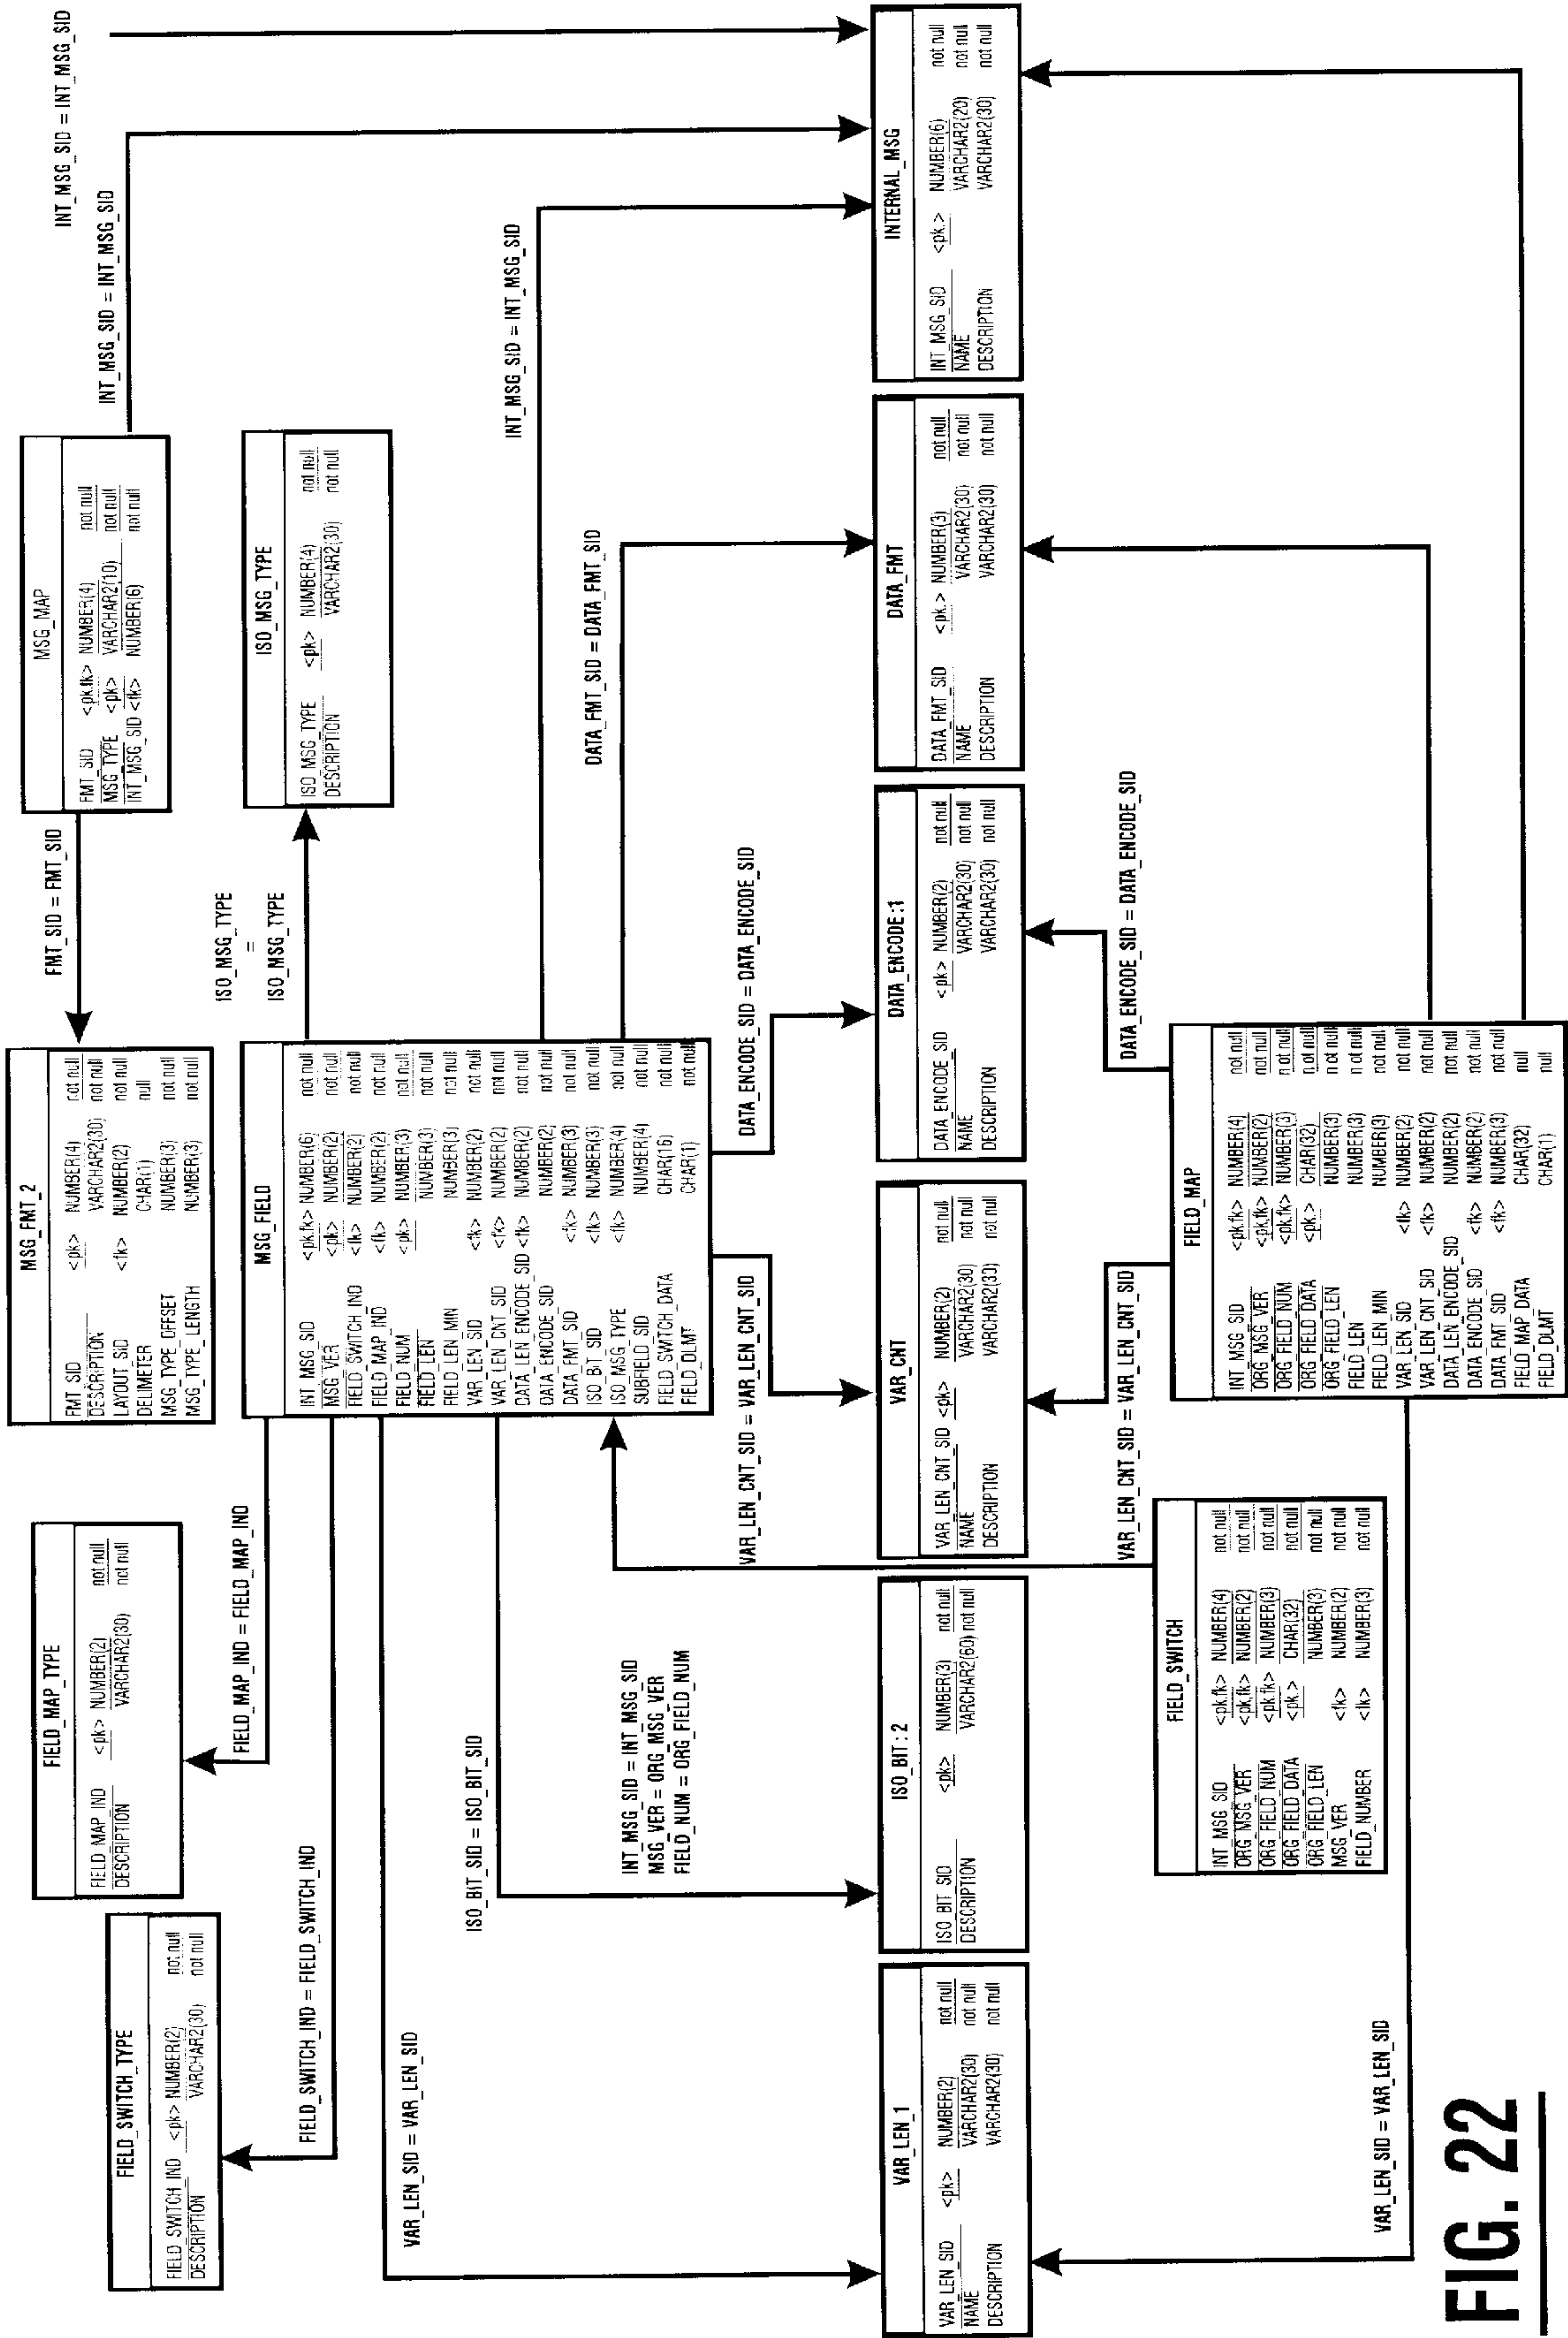 FIELD_SWITCH_TYPE
FIELD_SWITCH_IND <pk> NUMBER(2) not null
DESCRIPTION VARCHAR2(30) not null
FIELD_MAP_TYPE
FIELD_MAP_IND <pk> NUMBER(2) not null
DESCRIPTION VARCHAR2(30) not null
MSG_FMT_2
FMT_SID <pk> NUMBER(4) not null
DESCRIPTION VARCHAR2(30) not null
LAYOUT_SID <fk> NUMBER(2) not null
DELIMETER CHAR(1) null
MSG_TYPE_OFFSET NUMBER(3) not null
MSG_TYPE_LENGTH NUMBER(3) not null
FMT_SID = FMT_SID
MSG_MAP
FMT_SID <pk.fk> NUMBER(4) not null
MSG_TYPE <pk> VARCHAR2(10) not null
INT_MSG_SID <fk> NUMBER(6) not null
INT_MSG_SID = INT_MSG_SID
INT_MSG_SID = INT_MSG_SID
FIELD_SWITCH_IND = FIELD_SWITCH_IND
FIELD_MAP_IND = FIELD_MAP_IND
MSG_FIELD
INT_MSG_SID <pk.fk> NUMBER(6) not null
MSG_VER <pk> NUMBER(2) not null
FIELD_SWITCH_IND <fk> NUMBER(2) not null
FIELD_MAP_IND <fk> NUMBER(2) not null
FIELD_NUM <pk> NUMBER(3) not null
FIELD_LEN NUMBER(3) not null
FIELD_LEN_MIN NUMBER(3) not null
VAR_LEN_SID <fk> NUMBER(2) not null
VAR_LEN_CNT_SID <fk> NUMBER(2) not null
DATA_LEN_ENCODE_SID <fk> NUMBER(2) not null
DATA_ENCODE_SID NUMBER(2) not null
DATA_FMT_SID <fk> NUMBER(3) not null
ISO_BIT_SID <fk> NUMBER(3) not null
ISO_MSG_TYPE <fk> NUMBER(4) not null
SUBFIELD_SID NUMBER(4) not null
FIELD_SWITCH_DATA CHAR(16) not null
FIELD_DLMT CHAR(1) not null
ISO_MSG_TYPE
=
ISO_MSG_TYPE
ISO_MSG_TYPE
ISO_MSG_TYPE <pk> NUMBER(4) not null
DESCRIPTION VARCHAR2(30) not null
VAR_LEN_SID = VAR_LEN_SID
ISO_BIT_SID = ISO_BIT_SID
INT_MSG_SID = INT_MSG_SID
DATA_FMT_SID = DATA_FMT_SID
INT_MSG_SID = INT_MSG_SID
MSG_VER = ORG_MSG_VER
FIELD_NUM = ORG_FIELD_NUM
VAR_LEN_CNT_SID = VAR_LEN_CNT_SID
DATA_ENCODE_SID = DATA_ENCODE_SID
VAR_LEN_1
VAR_LEN_SID <pk> NUMBER(2) not null
NAME VARCHAR2(30) not null
DESCRIPTION VARCHAR2(30) not null
ISO_BIT:2
ISO_BIT_SID <pk> NUMBER(3) not null
DESCRIPTION VARCHAR2(60) not null
VAR_CNT
VAR_LEN_CNT_SID <pk> NUMBER(2) not null
NAME VARCHAR2(30) not null
DESCRIPTION VARCHAR2(30) not null
DATA_ENCODE:1
DATA_ENCODE_SID <pk> NUMBER(2) not null
NAME VARCHAR2(30) not null
DESCRIPTION VARCHAR2(30) not null
DATA_FMT
DATA_FMT_SID <pk.> NUMBER(3) not null
NAME VARCHAR2(30) not null
DESCRIPTION VARCHAR2(30) not null
INTERNAL_MSG
INT_MSG_SID <pk.> NUMBER(6) not null
NAME VARCHAR2(20) not null
DESCRIPTION VARCHAR2(30) not null
VAR_LEN_CNT_SID = VAR_LEN_CNT_SID
DATA_ENCODE_SID = DATA_ENCODE_SID
FIELD_SWITCH
INT_MSG_SID <pk.fk> NUMBER(4) not null
ORG_MSG_VER <pk.fk> NUMBER(2) not null
ORG_FIELD_NUM <pk.fk> NUMBER(3) not null
ORG_FIELD_DATA <pk.> CHAR(32) not null
ORG_FIELD_LEN NUMBER(3) not null
MSG_VER <fk> NUMBER(2) not null
FIELD_NUMBER <fk> NUMBER(3) not null
FIELD_MAP
INT_MSG_SID <pk.fk> NUMBER(4) not null
ORG_MSG_VER <pk.fk> NUMBER(2) not null
ORG_FIELD_NUM <pk.fk> NUMBER(3) not null
ORG_FIELD_DATA <pk.> CHAR(32) not null
ORG_FIELD_LEN NUMBER(3) not null
FIELD_LEN NUMBER(3) not null
FIELD_LEN_MIN NUMBER(3) not null
VAR_LEN_SID <fk> NUMBER(2) not null
VAR_LEN_CNT_SID <fk> NUMBER(2) not null
DATA_LEN_ENCODE_SID NUMBER(2) not null
DATA_ENCODE_SID <fk> NUMBER(2) not null
DATA_FMT_SID <fk> NUMBER(3) not null
FIELD_MAP_DATA CHAR(32) null
FIELD_DLMT CHAR(1) null
VAR_LEN_SID = VAR_LEN_SID
FIG. 22